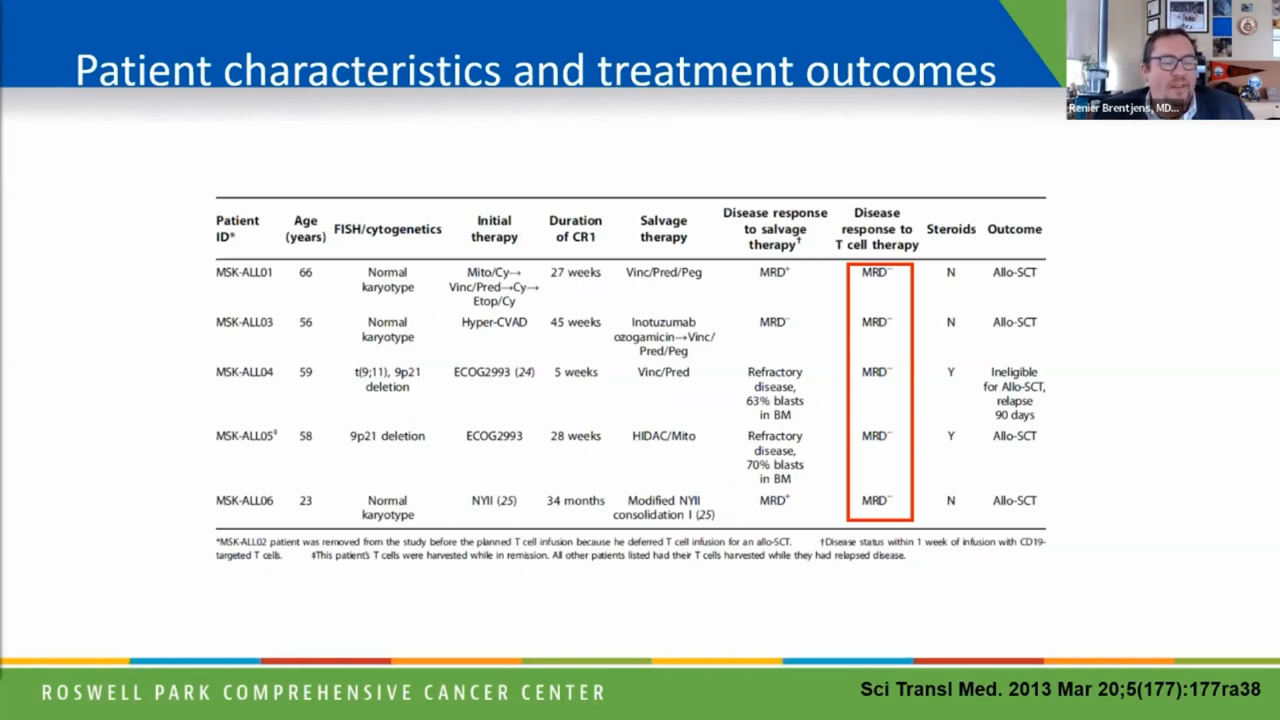 Patient characteristics and treatment outcomes
Renier Brentjens, MD...
Patient ID* Age (years) FISH/cytogenetics Initial therapy Duration of CR1 Salvage therapy Disease response to salvage therapy† Disease response to T cell therapy Steroids Outcome
MSK-ALL01 66 Normal karyotype Mito/Cy→ Vinc/Pred→Cy→ Etop/Cy 27 weeks Vinc/Pred/Peg MRD⁺ MRD⁻ N Allo-SCT
MSK-ALL03 56 Normal karyotype Hyper-CVAD 45 weeks Inotuzumab ozogamicin→Vinc/ Pred/Peg MRD⁻ MRD⁻ N Allo-SCT
MSK-ALL04 59 t(9;11), 9p21 deletion ECOG2993 (24) 5 weeks Vinc/Pred Refractory disease, 63% blasts in BM MRD⁻ Y Ineligible for Allo-SCT, relapse 90 days
MSK-ALL05‡ 58 9p21 deletion ECOG2993 28 weeks HIDAC/Mito Refractory disease, 70% blasts in BM MRD⁻ Y Allo-SCT
MSK-ALL06 23 Normal karyotype NYII (25) 34 months Modified NYII consolidation I (25) MRD⁺ MRD⁻ N Allo-SCT
*MSK-ALL02 patient was removed from the study before the planned T cell infusion because he deferred T cell infusion for an allo-SCT. †Disease status within 1 week of infusion with CD19-
targeted T cells. ‡This patient's T cells were harvested while in remission. All other patients listed had their T cells harvested while they had relapsed disease.
ROSWELL PARK COMPREHENSIVE CANCER CENTER
Sci Transl Med. 2013 Mar 20;5(177):177ra38